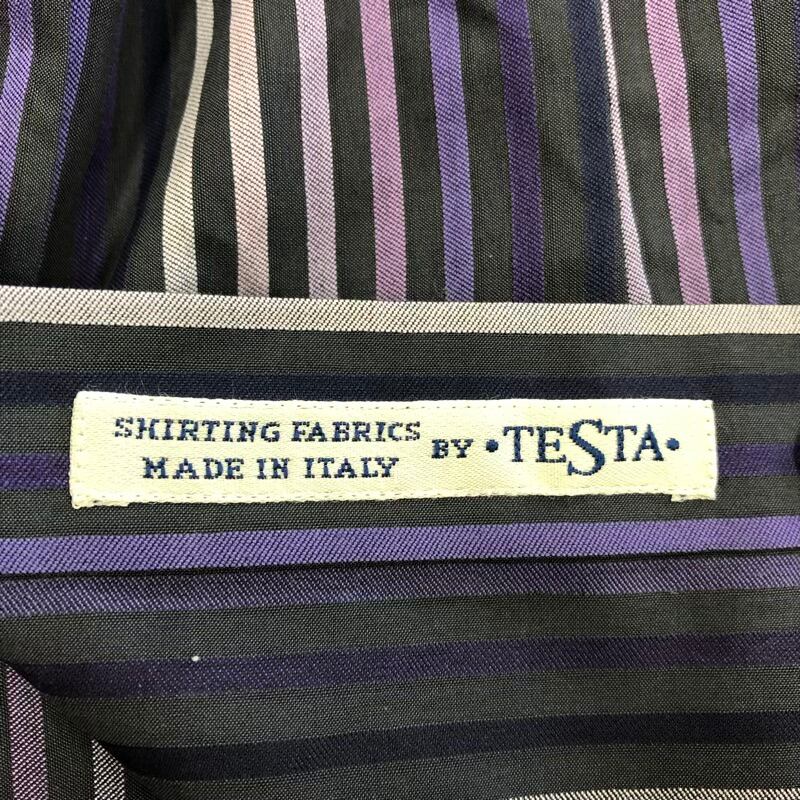 SHIRTING FABRICS
MADE IN ITALY
BY •TESTA•